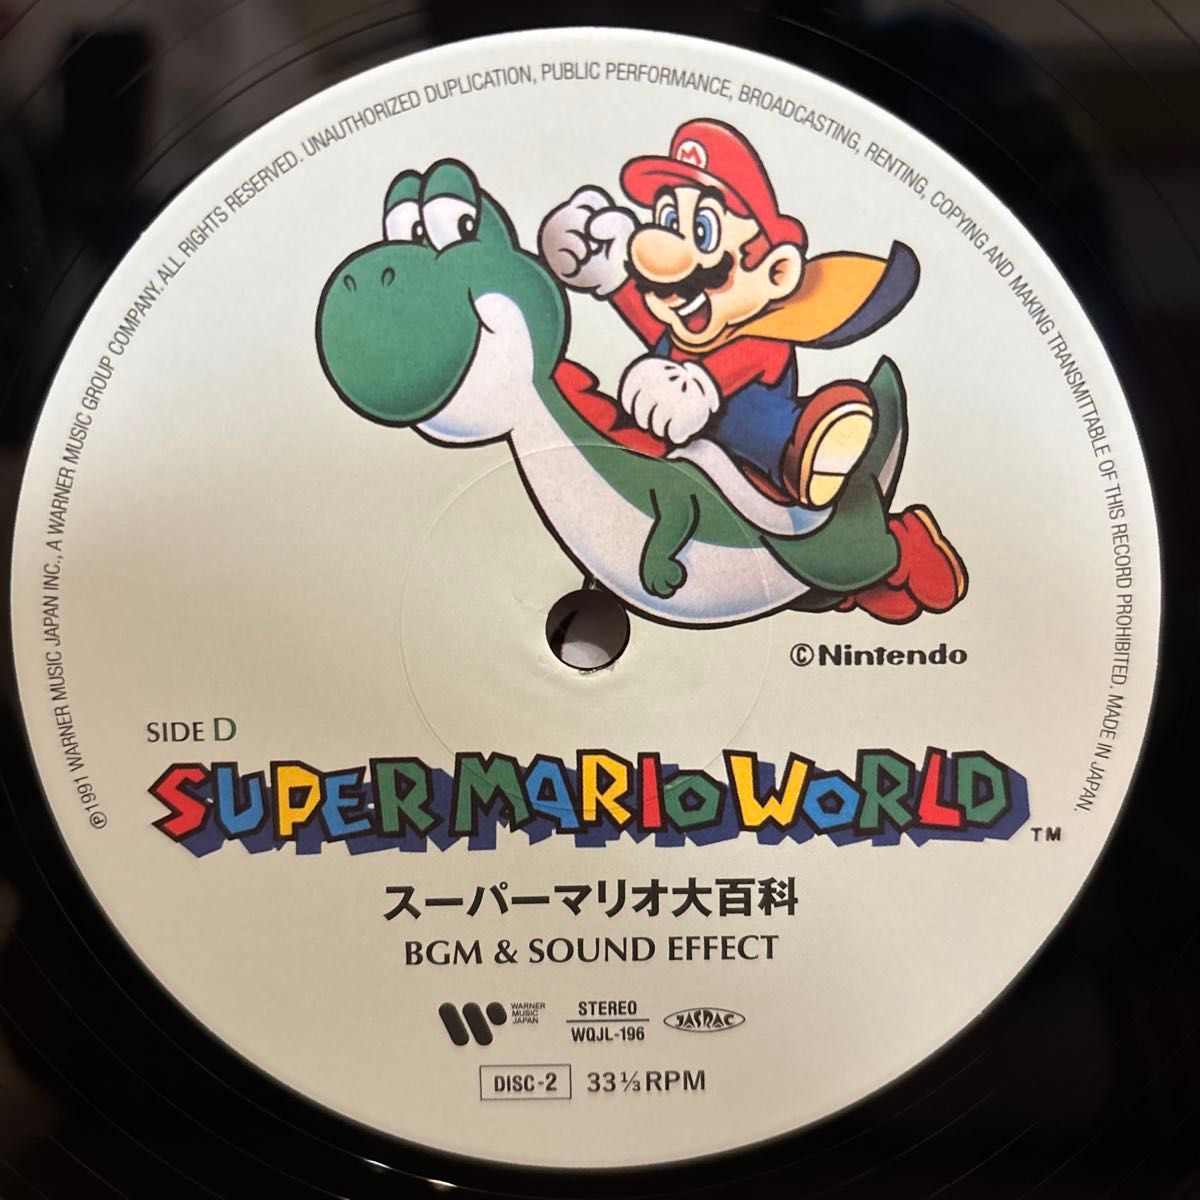 ℗1991 WARNER MUSIC JAPAN INC., A WARNER MUSIC GROUP COMPANY. ALL RIGHTS RESERVED. UNAUTHORIZED DUPLICATION, PUBLIC PERFORMANCE, BROADCASTING, RENTING, COPYING AND MAKING TRANSMITTABLE OF THIS RECORD PROHIBITED. MADE IN JAPAN.
M
©Nintendo
SIDE D
SUPER MARIO WORLD™
スーパーマリオ大百科
BGM & SOUND EFFECT
WARNER
MUSIC
JAPAN
STEREO
WQJL-196
JASRAC
DISC-2 33⅓RPM